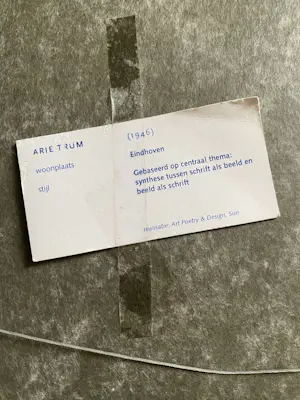 ARIE TRUM (1946)
woonplaats Eindhoven
stijl Gebaseerd op centraal thema:
synthese tussen schrift als beeld en
beeld als schrift
Art Poetry & Design, Son